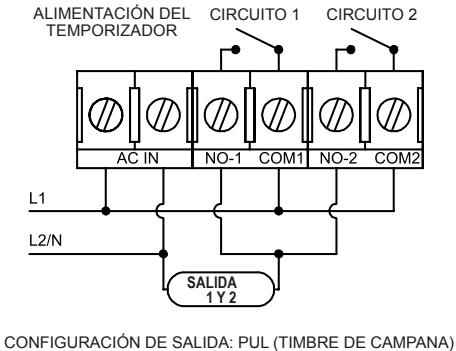 ALIMENTACIÓN DEL
TEMPORIZADOR
CIRCUITO 1
CIRCUITO 2
AC IN
NO-1
COM1
NO-2
COM2
L1
L2/N
SALIDA
1 Y 2
CONFIGURACIÓN DE SALIDA: PUL (TIMBRE DE CAMPANA)